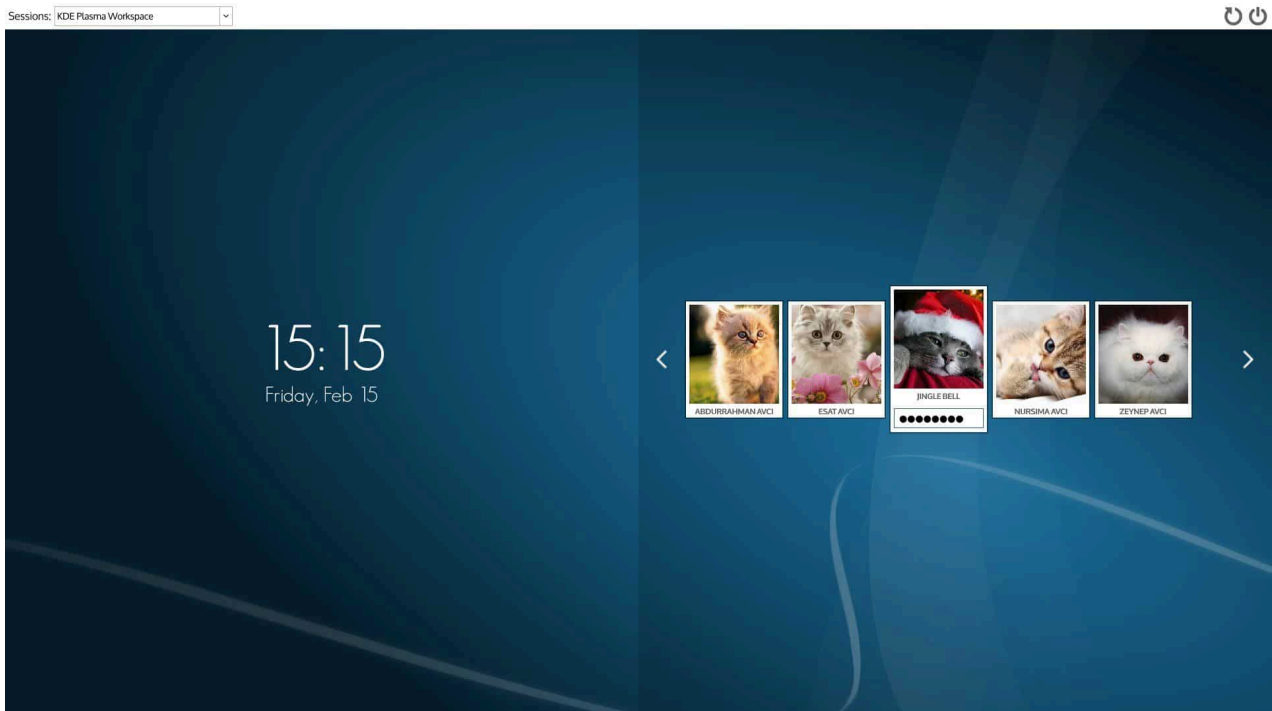 Sessions: KDE Plasma Workspace
15:15
Friday, Feb 15
ABDURRAHMAN AVCI
ESAT AVCI
JINGLE BELL
NURSIMA AVCI
ZEYNEP AVCI